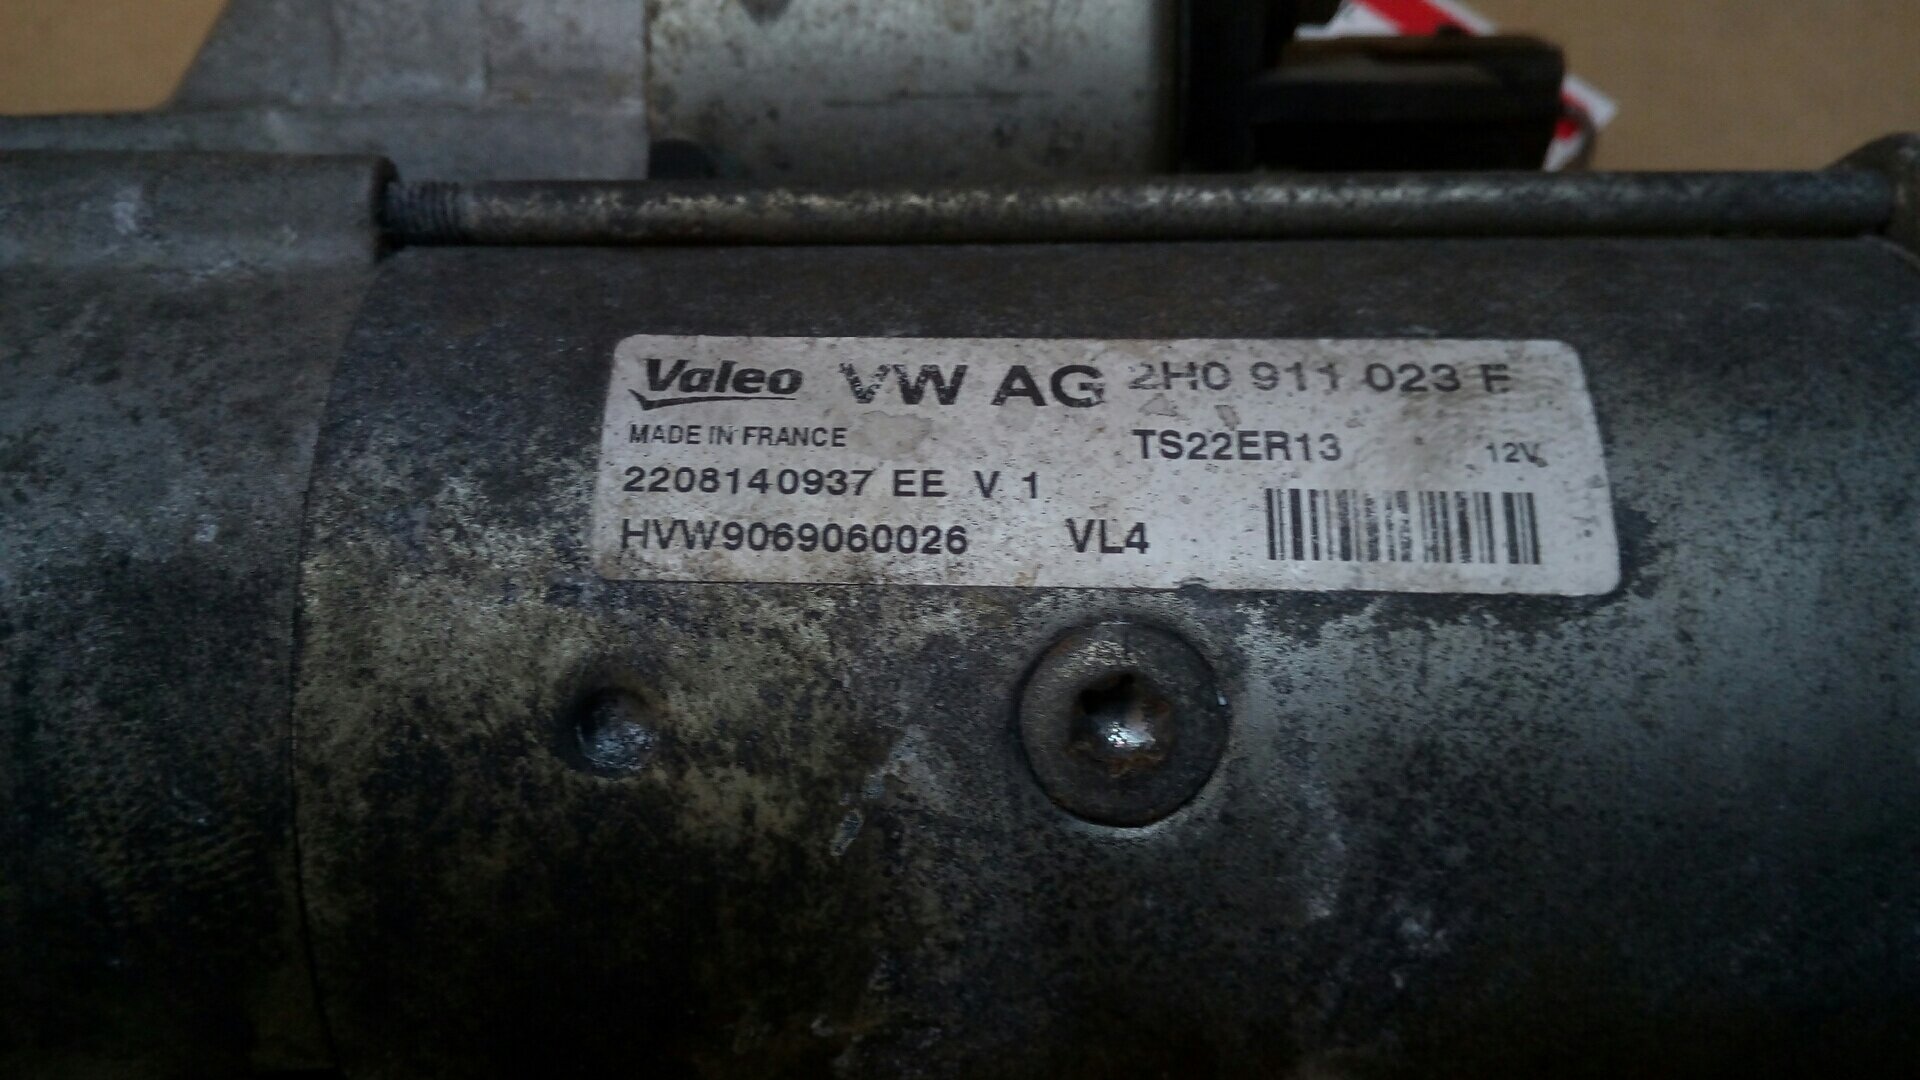 Valeo VW AG 2H0 911 023 F
MADE IN FRANCE TS22ER13 12V
2208140937 EE V 1
HVW9069060026 VL4